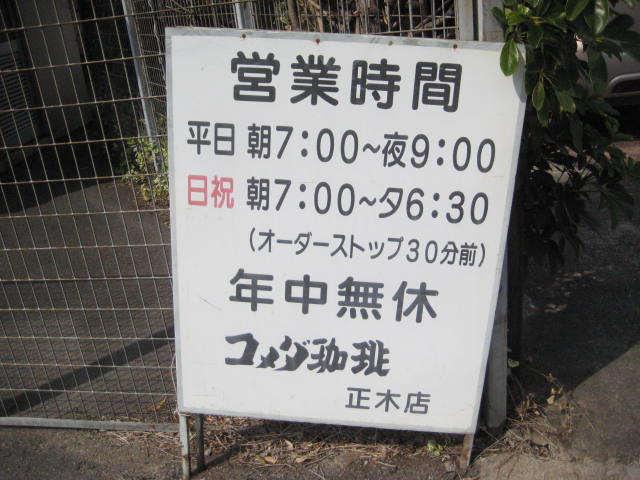 営業時間
平日 朝7:00~夜9:00
日祝 朝7:00~夕6:30
(オーダーストップ30分前)
年中無休
コメダ珈琲
正木店